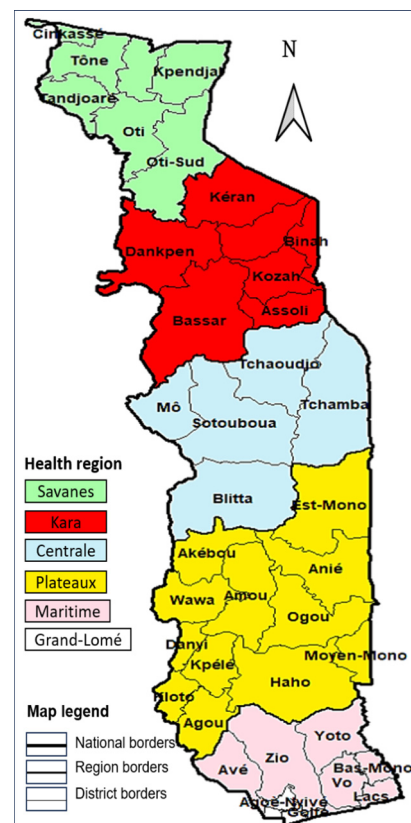 Cinkassé
N
Tône
Kpendjal
Tandjoaré
Oti
Oti-Sud
Kéran
Dankpen
Binah
Kozah
Assoli
Bassar
Tchaoudjo
Mô
Tchamba
Sotouboua
Health region
Savanes
Kara
Centrale
Plateaux
Maritime
Grand-Lomé
Blitta
Est-Mono
Akébou
Anié
Wawa
Amou
Ogou
Danyi
Kpélé
Moyen-Mono
Kloto
Haho
Agou
Map legend
National borders
Region borders
District borders
Yoto
Avé
Zio
Bas-Mono
Vo
Lacs
Agoè-Nyivé
Golfe